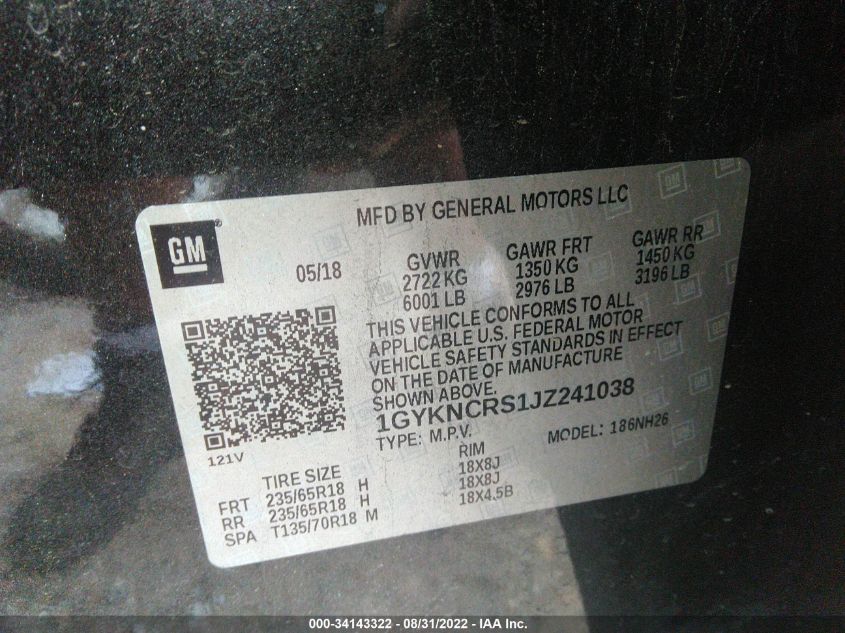 MFD BY GENERAL MOTORS LLC
GM®
05/18
GVWR
2722 KG
6001 LB
GAWR FRT
1350 KG
2976 LB
GAWR RR
1450 KG
3196 LB
THIS VEHICLE CONFORMS TO ALL
APPLICABLE U.S. FEDERAL MOTOR
VEHICLE SAFETY STANDARDS IN EFFECT
ON THE DATE OF MANUFACTURE
SHOWN ABOVE.
1GYKNCRS1JZ241038
TYPE: M.P.V. MODEL: 186NH26
121V
TIRE SIZE RIM
FRT 235/65R18 H 18X8J
RR 235/65R18 H 18X8J
SPA T135/70R18 M 18X4.5B
000-34143322 - 08/31/2022 - IAA Inc.